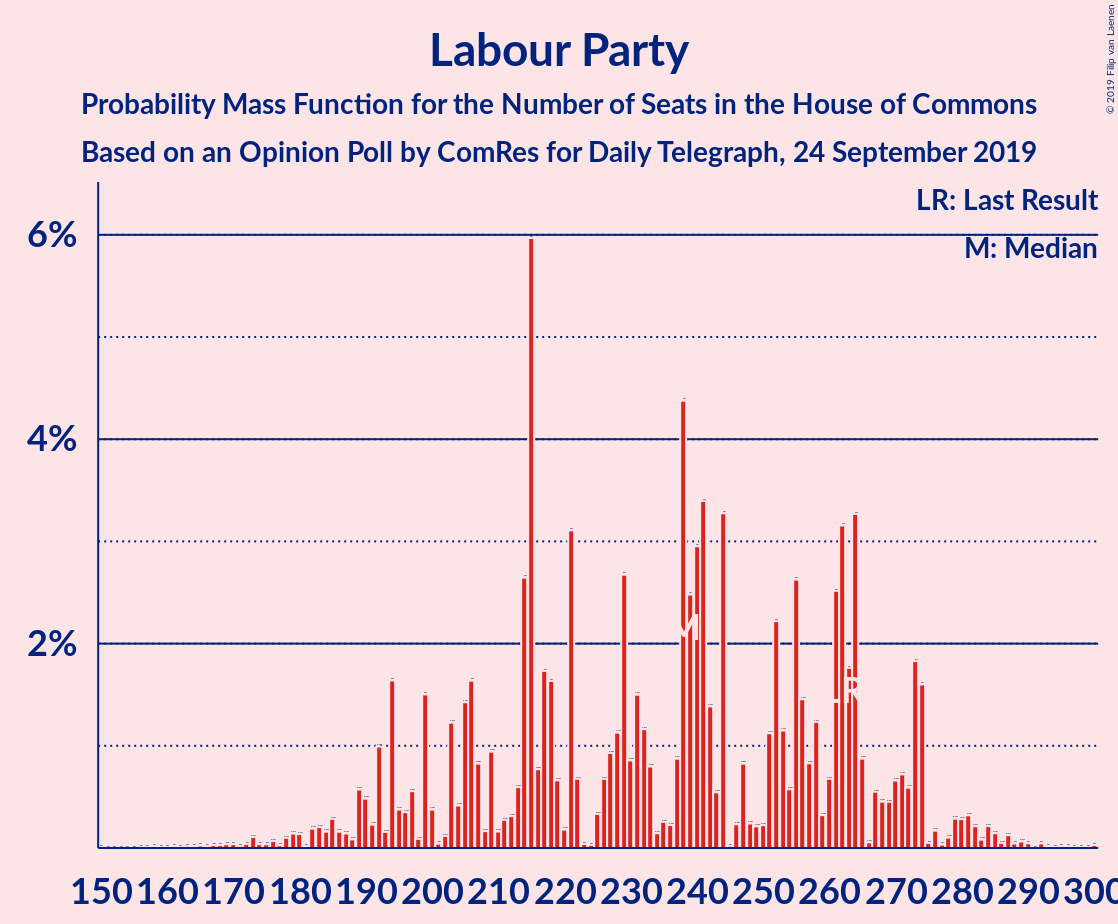 Labour Party
Probability Mass Function for the Number of Seats in the House of Commons
Based on an Opinion Poll by ComRes for Daily Telegraph, 24 September 2019
© 2019 Filip van Laenen
LR: Last Result
M: Median
6%
4%
2%
M
LR
150 160 170 180 190 200 210 220 230 240 250 260 270 280 290 300